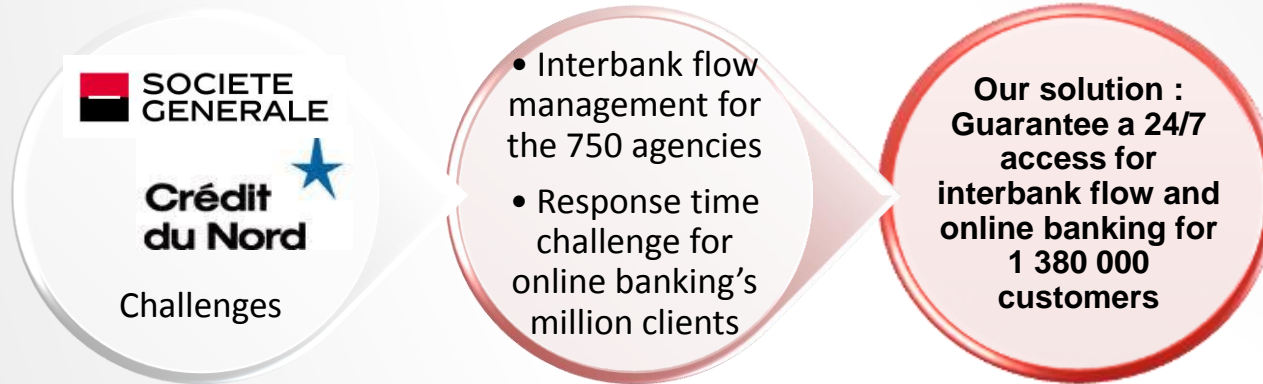 SOCIETE
GENERALE
Crédit
du Nord
Challenges
• Interbank flow
management for
the 750 agencies
• Response time
challenge for
online banking’s
million clients
Our solution :
Guarantee a 24/7
access for
interbank flow and
online banking for
1 380 000
customers